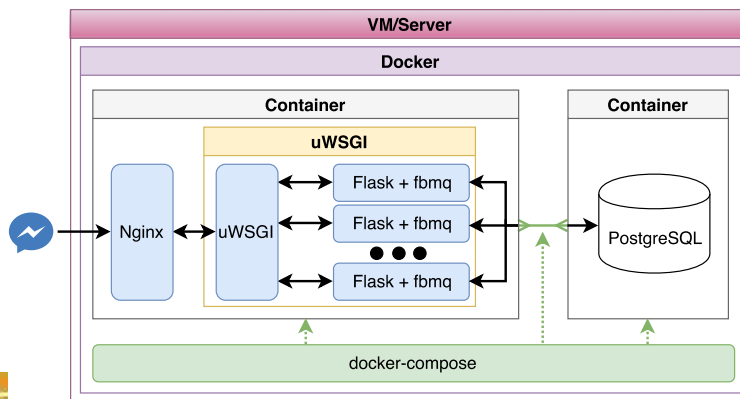 VM/Server
Docker
Container
Container
uWSGI
Nginx
uWSGI
Flask + fbmq
Flask + fbmq
Flask + fbmq
PostgreSQL
docker-compose